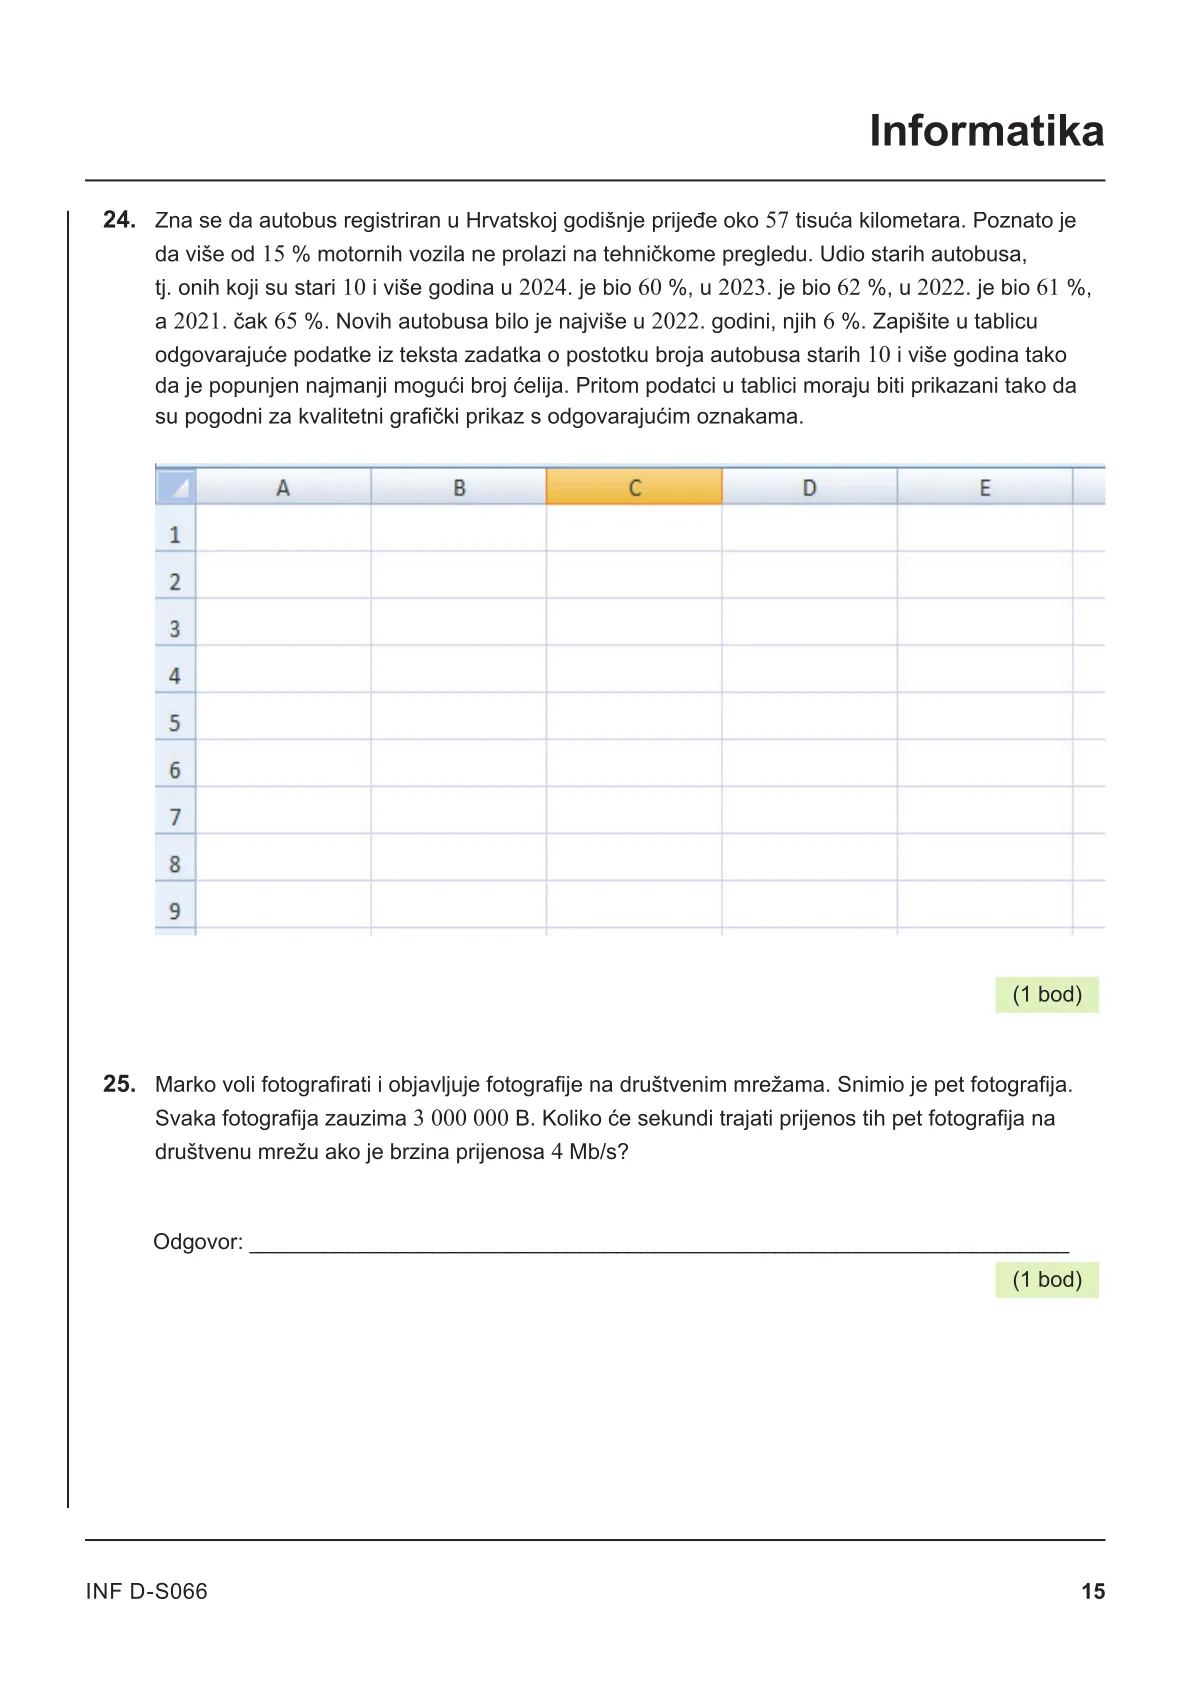 Informatika
24. Zna se da autobus registriran u Hrvatskoj godišnje prijeđe oko 57 tisuća kilometara. Poznato je
da više od 15 % motornih vozila ne prolazi na tehničkome pregledu. Udio starih autobusa,
tj. onih koji su stari 10 i više godina u 2024. je bio 60 %, u 2023. je bio 62 %, u 2022. je bio 61 %,
a 2021. čak 65 %. Novih autobusa bilo je najviše u 2022. godini, njih 6 %. Zapišite u tablicu
odgovarajuće podatke iz teksta zadatka o postotku broja autobusa starih 10 i više godina tako
da je popunjen najmanji mogući broj ćelija. Pritom podatci u tablici moraju biti prikazani tako da
su pogodni za kvalitetni grafički prikaz s odgovarajućim oznakama.
A B C D E
1
2
3
4
5
6
7
8
9
(1 bod)
25. Marko voli fotografirati i objavljuje fotografije na društvenim mrežama. Snimio je pet fotografija.
Svaka fotografija zauzima 3 000 000 B. Koliko će sekundi trajati prijenos tih pet fotografija na
društvenu mrežu ako je brzina prijenosa 4 Mb/s?
Odgovor: ____________________
(1 bod)
INF D-S066 15